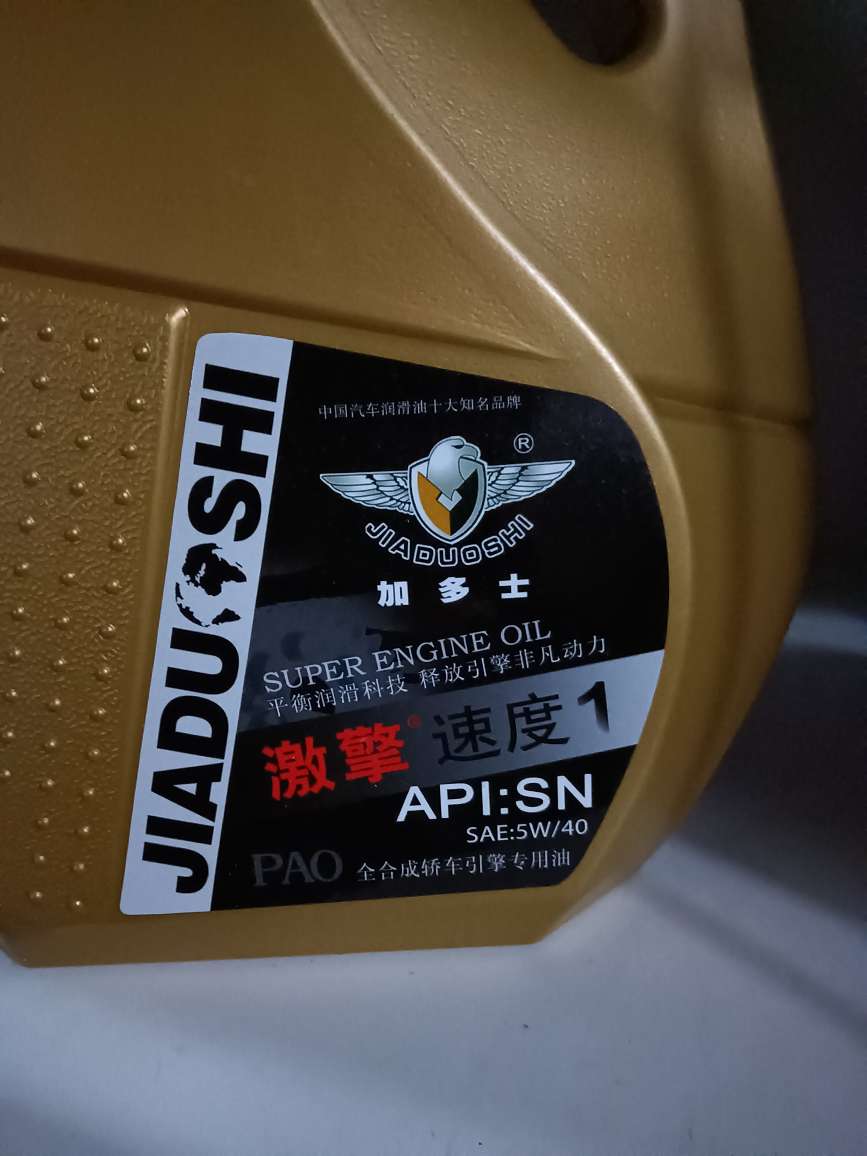 JIADUOSHI
中国汽车润滑油十大知名品牌
®
JIADUOSHI
加多士
SUPER ENGINE OIL
平衡润滑科技 释放引擎非凡动力
激擎® 速度1
API:SN
SAE:5W/40
PAO 全合成轿车引擎专用油